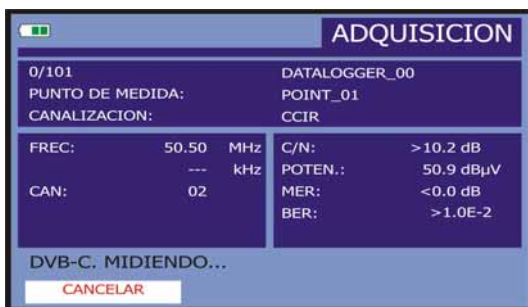 ADQUISICION
0/101 DATALOGGER_00
PUNTO DE MEDIDA: POINT_01
CANALIZACION: CCIR
FREC: 50.50 MHz
--- kHz
CAN: 02
C/N: >10.2 dB
POTEN.: 50.9 dBµV
MER: <0.0 dB
BER: >1.0E-2
DVB-C. MIDIENDO...
CANCELAR